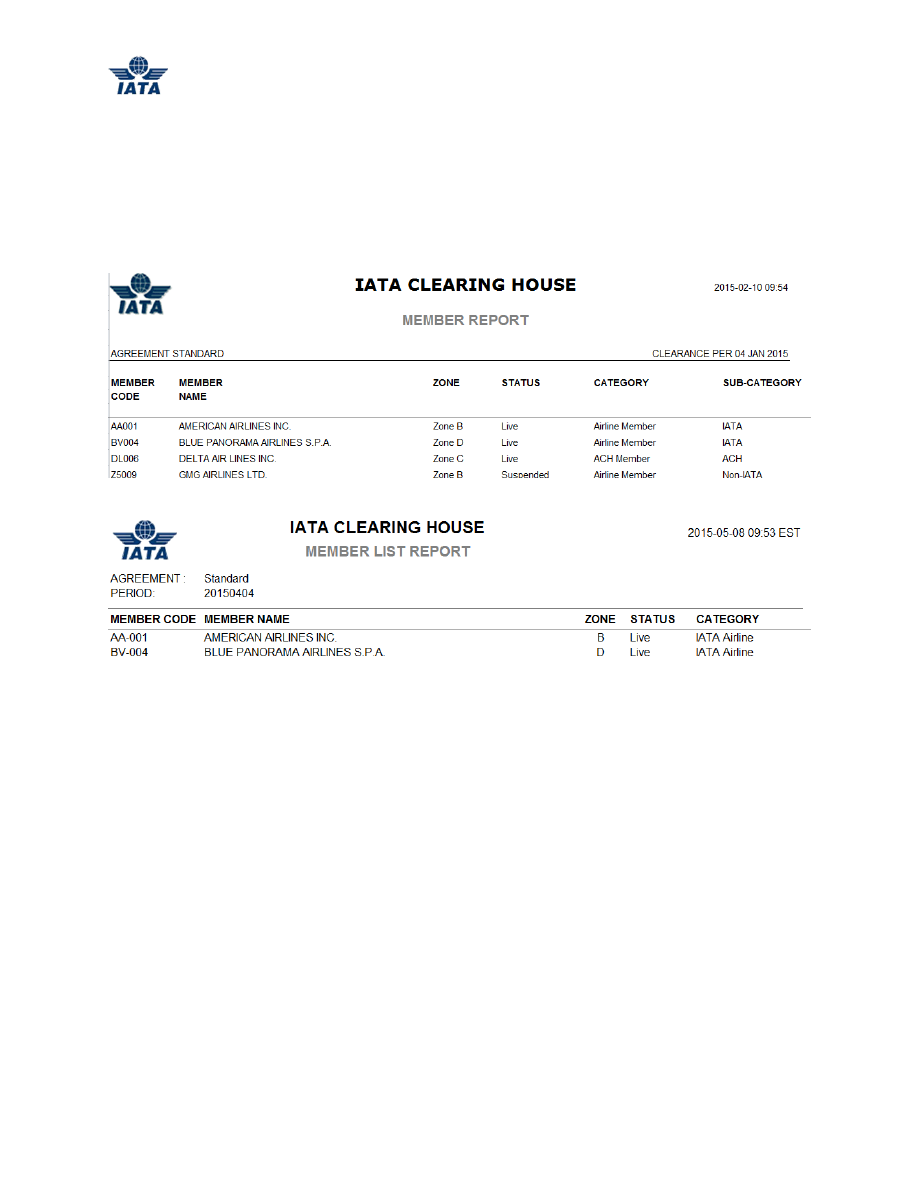 IATA
IATA
IATA CLEARING HOUSE
2015-02-10 09:54
MEMBER REPORT
AGREEMENT STANDARD CLEARANCE PER 04 JAN 2015
MEMBER MEMBER ZONE STATUS CATEGORY SUB-CATEGORY
CODE NAME
AA001 AMERICAN AIRLINES INC. Zone B Live Airline Member IATA
BV004 BLUE PANORAMA AIRLINES S.P.A. Zone D Live Airline Member IATA
DL006 DELTA AIR LINES INC. Zone C Live ACH Member ACH
Z5009 GMG AIRLINES LTD. Zone B Suspended Airline Member Non-IATA
IATA
IATA CLEARING HOUSE
2015-05-08 09:53 EST
MEMBER LIST REPORT
AGREEMENT : Standard
PERIOD: 20150404
MEMBER CODE MEMBER NAME ZONE STATUS CATEGORY
AA-001 AMERICAN AIRLINES INC. B Live IATA Airline
BV-004 BLUE PANORAMA AIRLINES S.P.A. D Live IATA Airline